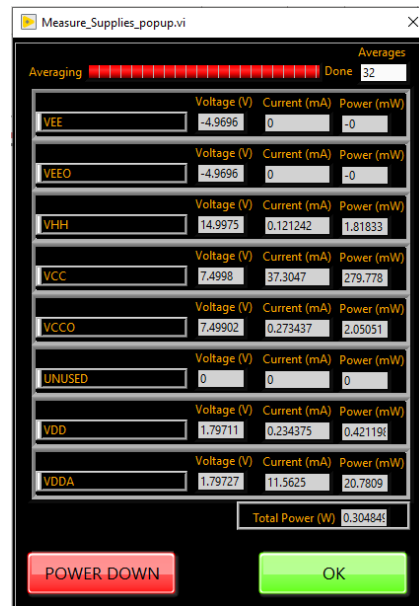 Measure_Supplies_popup.vi
Averages
Averaging Done 32
Voltage (V) Current (mA) Power (mW)
VEE -4.9696 0 -0
Voltage (V) Current (mA) Power (mW)
VEEO -4.9696 0 -0
Voltage (V) Current (mA) Power (mW)
VHH 14.9975 0.121242 1.81833
Voltage (V) Current (mA) Power (mW)
VCC 7.4998 37.3047 279.778
Voltage (V) Current (mA) Power (mW)
VCCO 7.49902 0.273437 2.05051
Voltage (V) Current (mA) Power (mW)
UNUSED 0 0 0
Voltage (V) Current (mA) Power (mW)
VDD 1.79711 0.234375 0.421198
Voltage (V) Current (mA) Power (mW)
VDDA 1.79727 11.5625 20.7809
Total Power (W) 0.304849
POWER DOWN OK